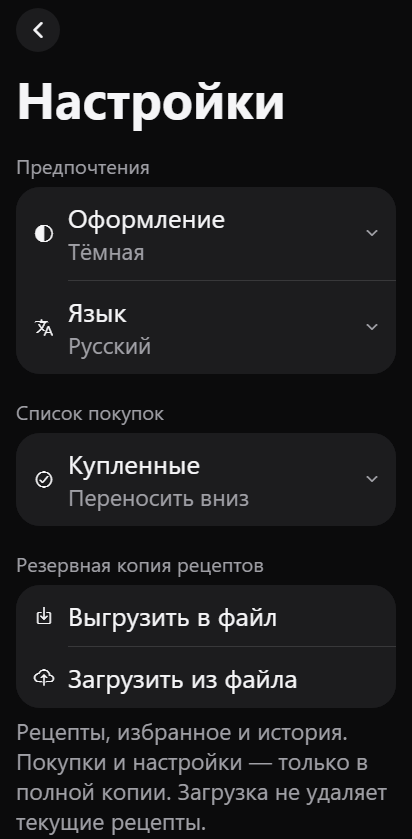 Настройки
Предпочтения
Оформление
Тёмная
Язык
Русский
Список покупок
Купленные
Переносить вниз
Резервная копия рецептов
Выгрузить в файл
Загрузить из файла
Рецепты, избранное и история.
Покупки и настройки — только в
полной копии. Загрузка не удаляет
текущие рецепты.